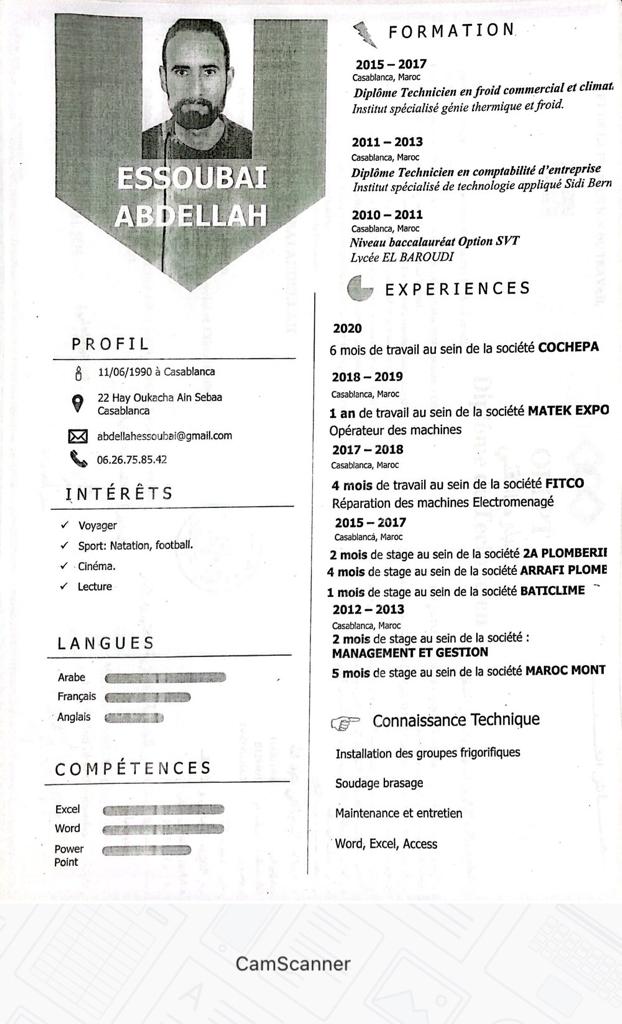 ESSOUBAI
ABDELLAH
PROFIL
11/06/1990 à Casablanca
22 Hay Oukacha Ain Sebaa
Casablanca
abdellahessoubai@gmail.com
06.26.75.85.42
INTÉRÊTS
✓ Voyager
✓ Sport: Natation, football.
✓ Cinéma.
✓ Lecture
LANGUES
Arabe
Français
Anglais
COMPÉTENCES
Excel
Word
Power
Point
FORMATION
2015 – 2017
Casablanca, Maroc
Diplôme Technicien en froid commercial et climat
Institut spécialisé génie thermique et froid.
2011 – 2013
Casablanca, Maroc
Diplôme Technicien en comptabilité d'entreprise
Institut spécialisé de technologie appliqué Sidi Bern
2010 – 2011
Casablanca, Maroc
Niveau baccalauréat Option SVT
Lycée EL BAROUDI
EXPERIENCES
2020
6 mois de travail au sein de la société COCHEPA
2018 – 2019
Casablanca, Maroc
1 an de travail au sein de la société MATEK EXPO
Opérateur des machines
2017 – 2018
Casablanca, Maroc
4 mois de travail au sein de la société FITCO
Réparation des machines Electromenagé
2015 – 2017
Casablanca, Maroc
2 mois de stage au sein de la société 2A PLOMBERII
4 mois de stage au sein de la société ARRAFI PLOME
1 mois de stage au sein de la société BATICLIME
2012 – 2013
Casablanca, Maroc
2 mois de stage au sein de la société :
MANAGEMENT ET GESTION
5 mois de stage au sein de la société MAROC MONT
Connaissance Technique
Installation des groupes frigorifiques
Soudage brasage
Maintenance et entretien
Word, Excel, Access
CamScanner